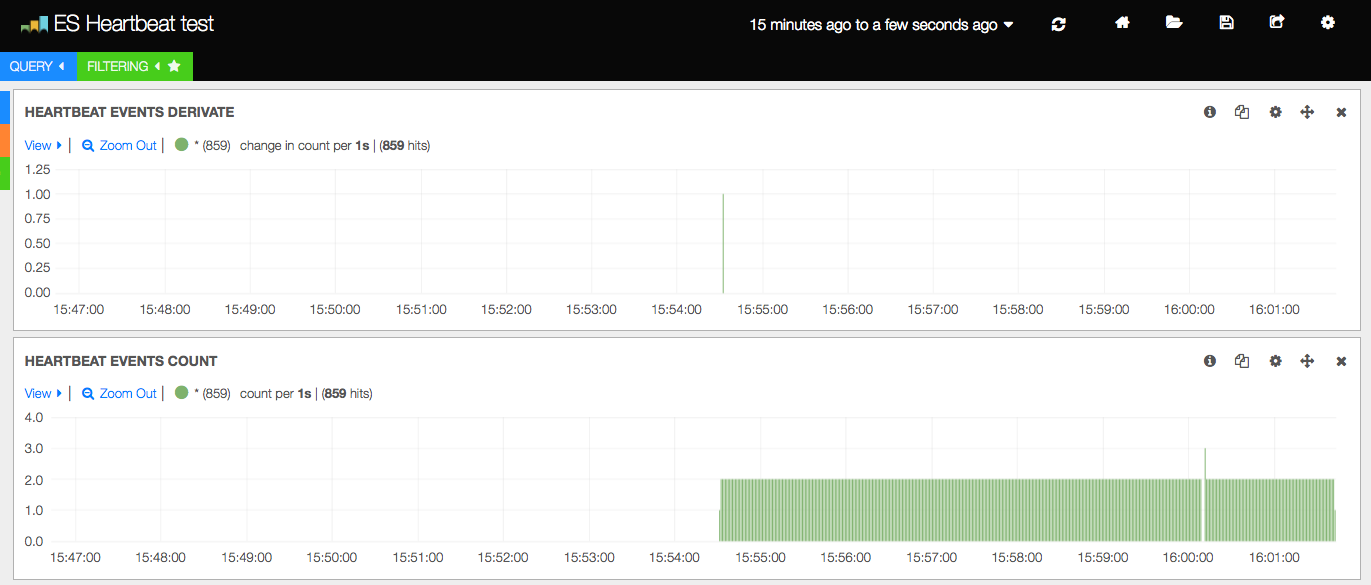 ES Heartbeat test
15 minutes ago to a few seconds ago
QUERY FILTERING
HEARTBEAT EVENTS DERIVATE
View | Zoom Out | * (859) change in count per 1s | (859 hits)
1.25
1.00
0.75
0.50
0.25
0.00
15:47:00 15:48:00 15:49:00 15:50:00 15:51:00 15:52:00 15:53:00 15:54:00 15:55:00 15:56:00 15:57:00 15:58:00 15:59:00 16:00:00 16:01:00
HEARTBEAT EVENTS COUNT
View | Zoom Out | * (859) count per 1s | (859 hits)
4.0
3.0
2.0
1.0
0.0
15:47:00 15:48:00 15:49:00 15:50:00 15:51:00 15:52:00 15:53:00 15:54:00 15:55:00 15:56:00 15:57:00 15:58:00 15:59:00 16:00:00 16:01:00